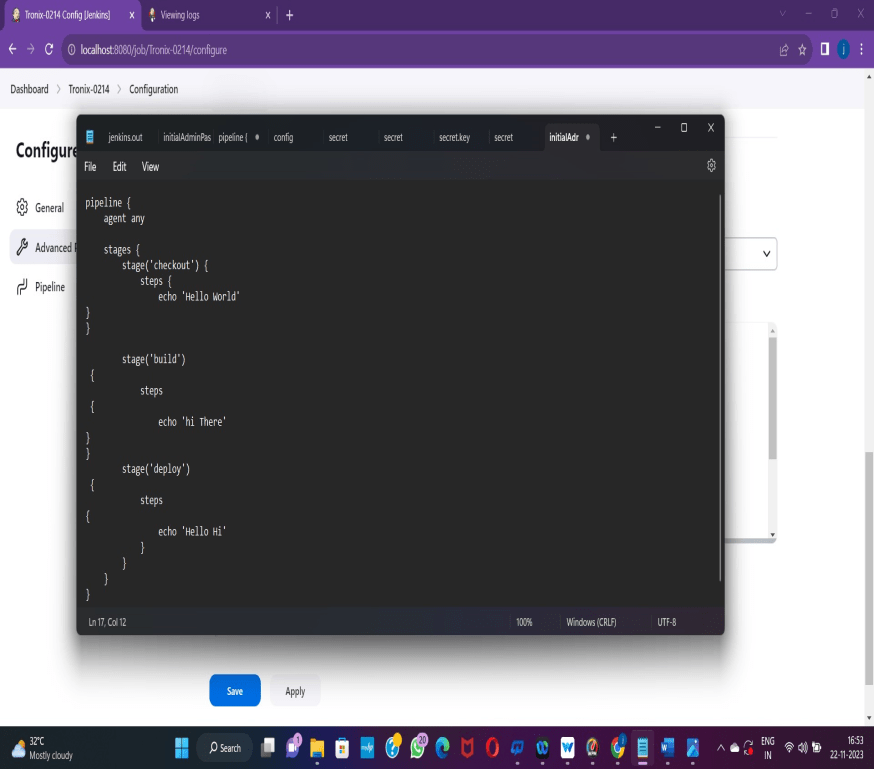 Tronix-0214 Config [Jenkins] X Viewing logs x +
localhost:8080/job/Tronix-0214/configure
j
Dashboard > Tronix-0214 > Configuration
jenkins.out initialAdminPas pipeline { config secret secret secret.key secret initialAdr + X
Configure
File Edit View
General
Advanced P
Pipeline
pipeline {
agent any
stages {
stage('checkout') {
steps {
echo 'Hello World'
}
}
stage('build')
{
steps
{
echo 'hi There'
}
}
stage('deploy')
{
steps
{
echo 'Hello Hi'
}
}
}
}
Ln 17, Col 12 100% Windows (CRLF) UTF-8
Save Apply
32°C
Mostly cloudy
Search
1
20
ENG
IN
16:53
22-11-2023